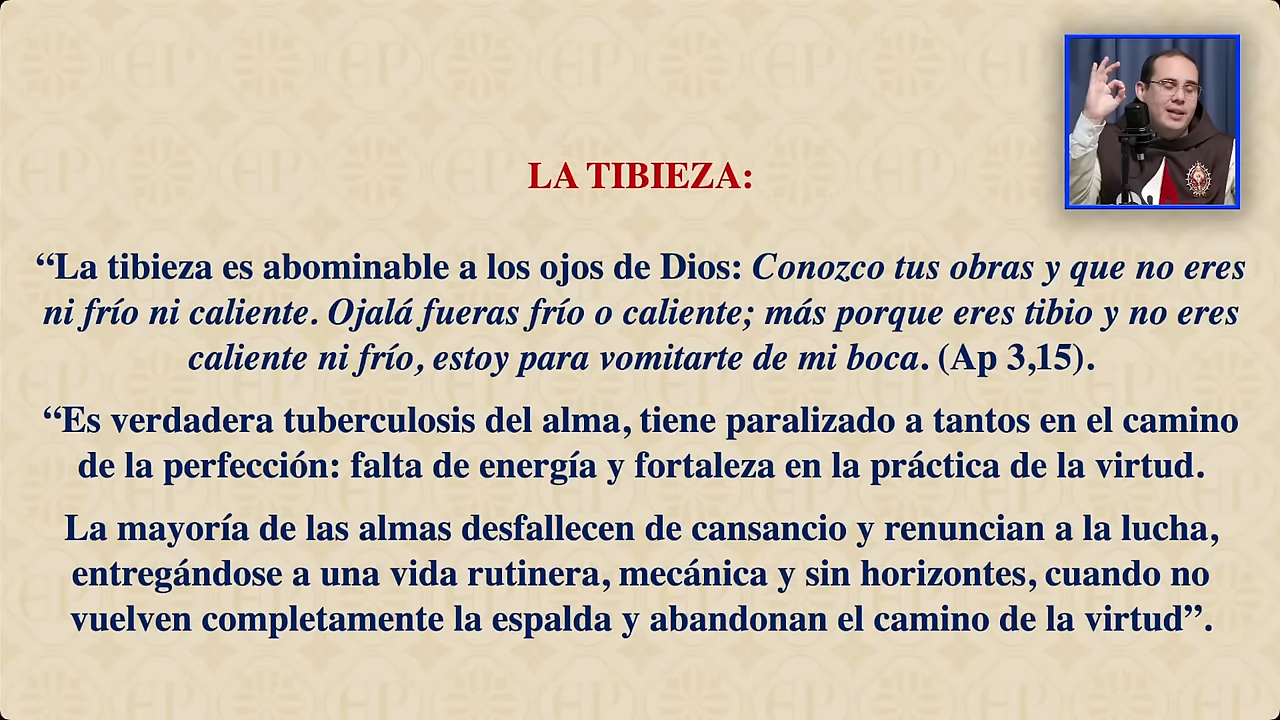 LA TIBIEZA:
“La tibieza es abominable a los ojos de Dios: Conozco tus obras y que no eres
ni frío ni caliente. Ojalá fueras frío o caliente; más porque eres tibio y no eres
caliente ni frío, estoy para vomitarte de mi boca. (Ap 3,15).
“Es verdadera tuberculosis del alma, tiene paralizado a tantos en el camino
de la perfección: falta de energía y fortaleza en la práctica de la virtud.
La mayoría de las almas desfallecen de cansancio y renuncian a la lucha,
entregándose a una vida rutinera, mecánica y sin horizontes, cuando no
vuelven completamente la espalda y abandonan el camino de la virtud”.